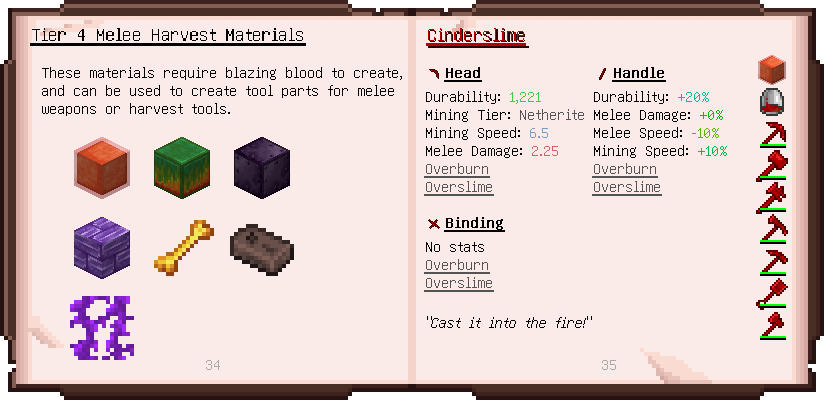 Tier 4 Melee Harvest Materials
These materials require blazing blood to create,
and can be used to create tool parts for melee
weapons or harvest tools.
34
Cinderslime
Head
Durability: 1,221
Mining Tier: Netherite
Mining Speed: 6.5
Melee Damage: 2.25
Overburn
Overslime
Handle
Durability: +20%
Melee Damage: +0%
Melee Speed: -10%
Mining Speed: +10%
Overburn
Overslime
Binding
No stats
Overburn
Overslime
"Cast it into the fire!"
35